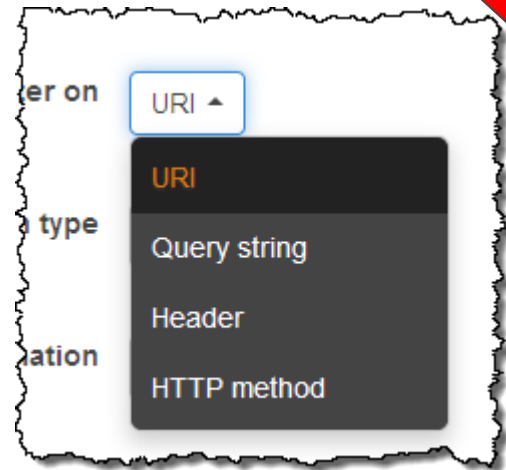 er on
URI
URI
type
Query string
Header
ation
HTTP method